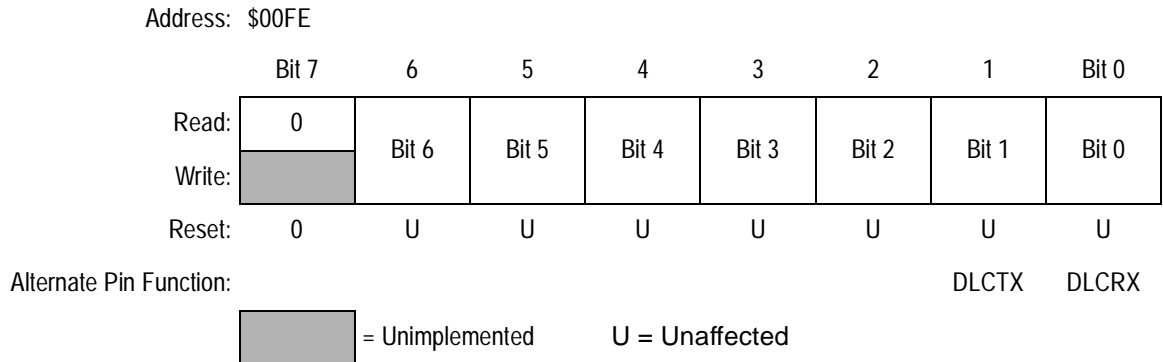 Address: $00FE
Bit 7 6 5 4 3 2 1 Bit 0
Read: 0 Bit 6 Bit 5 Bit 4 Bit 3 Bit 2 Bit 1 Bit 0
Write:
Reset: 0 U U U U U U U
Alternate Pin Function: DLCTX DLCRX
= Unimplemented U = Unaffected